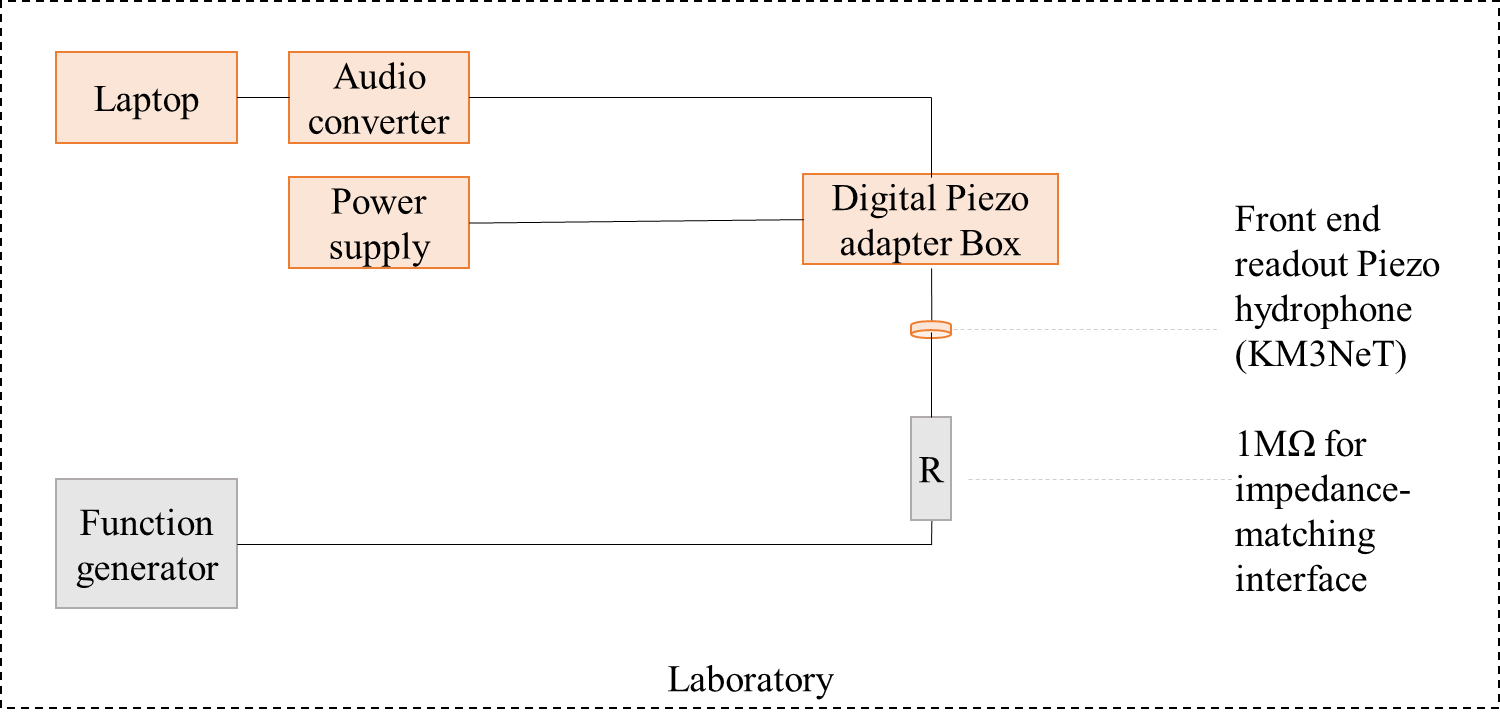 Laptop
Audio
converter
Power
supply
Digital Piezo
adapter Box
Front end
readout Piezo
hydrophone
(KM3NeT)
R
1MΩ for
impedance-
matching
interface
Function
generator
Laboratory